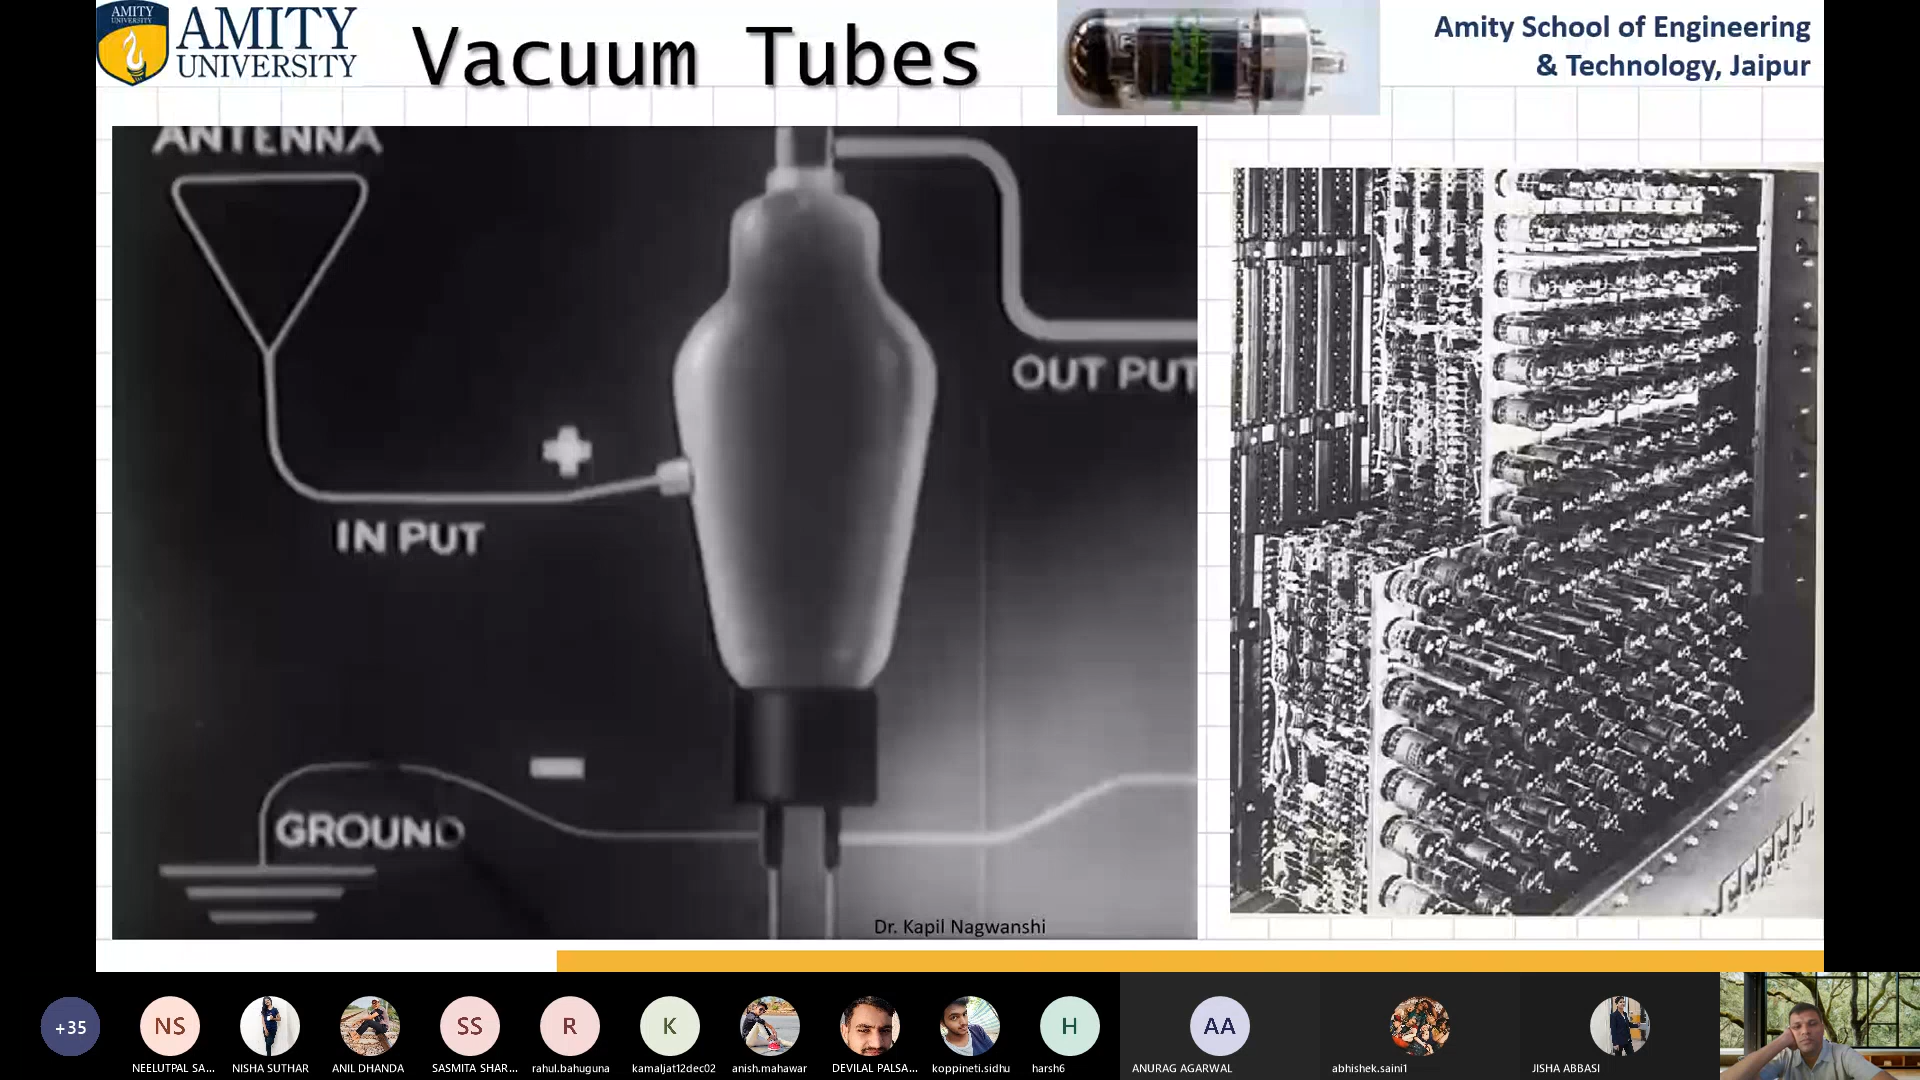 AMITY
UNIVERSITY
AMITY
UNIVERSITY
Vacuum Tubes
Amity School of Engineering
& Technology, Jaipur
ANTENNA
OUT PUT
IN PUT
GROUND
Dr. Kapil Nagwanshi
+35
NS
SS
R
K
H
AA
NEELUTPAL SA...
NISHA SUTHAR
ANIL DHANDA
SASMITA SHAR...
rahul.bahuguna
kamaljat12dec02
anish.mahawar
DEVILAL PALSA...
koppineti.sidhu
harsh6
ANURAG AGARWAL
abhishek.saini1
JISHA ABBASI